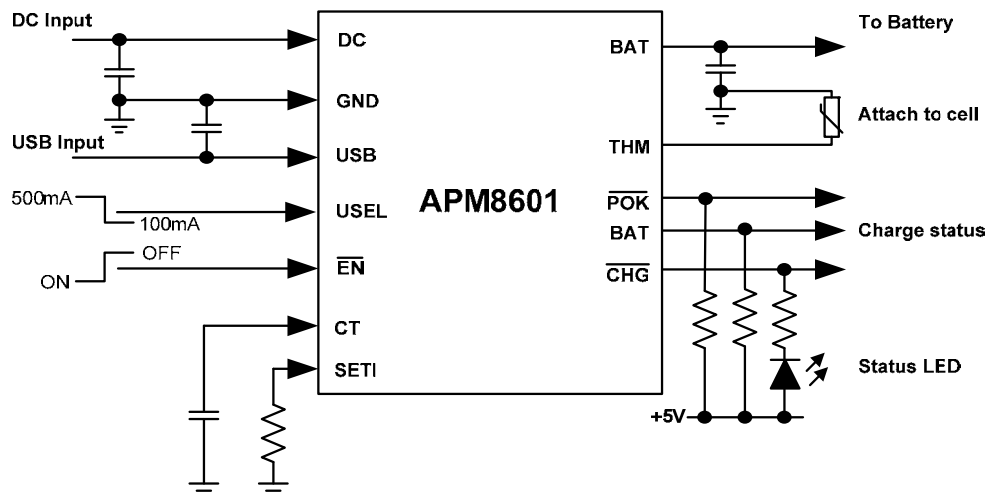 DC Input
DC
GND
USB Input
USB
500mA
100mA
USEL
OFF
ON
EN
CT
SETI
APM8601
BAT
To Battery
Attach to cell
THM
POK
BAT
Charge status
CHG
Status LED
+5V